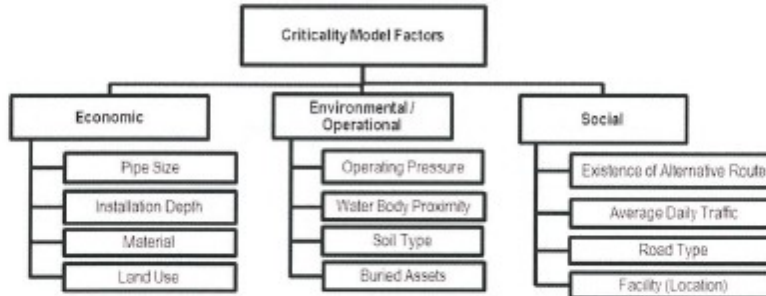 Criticality Model Factors
Economic
Environmental /
Operational
Social
Pipe Size
Installation Depth
Material
Land Use
Operating Pressure
Water Body Proximity
Soil Type
Buried Assets
Existence of Alternative Route
Average Daily Traffic
Road Type
Facility (Location)